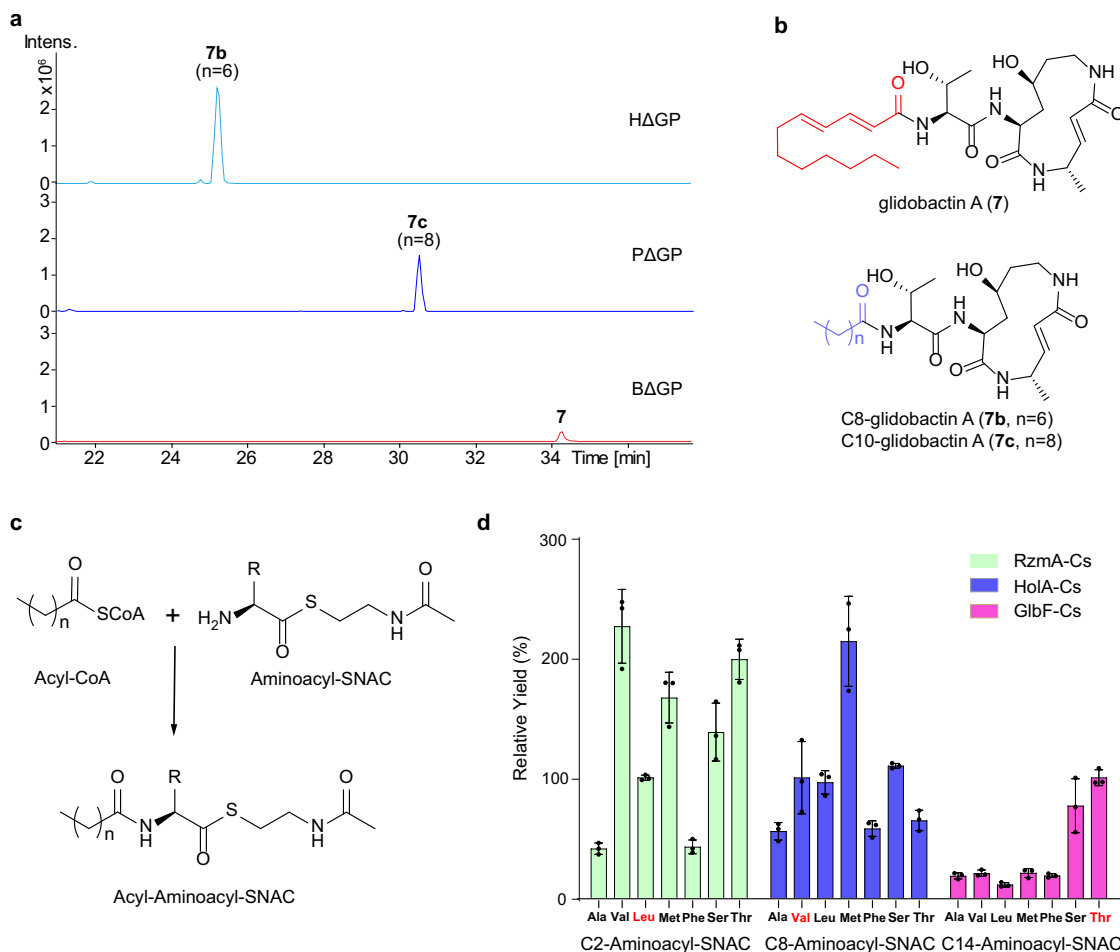 a
Intens.
x10⁶
7b
(n=6)
2
1
0
HΔGP
3
7c
(n=8)
2
1
0
PΔGP
3
2
1
0
BΔGP
7
22 24 26 28 30 32 34 Time [min]
b
HO
O
N
H
O
H
N
HO
NH
O
O
N
H
glidobactin A (7)
HO
O
( )n
N
H
O
H
N
HO
NH
O
O
N
H
C8-glidobactin A (7b, n=6)
C10-glidobactin A (7c, n=8)
c
O
( )n
SCoA
+
R
H₂N
O
S
N
H
O
Acyl-CoA
Aminoacyl-SNAC
O
( )n
N
H
R
O
S
N
H
O
Acyl-Aminoacyl-SNAC
d
Relative Yield (%)
300
200
100
0
RzmA-Cs
HolA-Cs
GlbF-Cs
Ala Val Leu Met Phe Ser Thr
Ala Val Leu Met Phe Ser Thr
Ala Val Leu Met Phe Ser Thr
C2-Aminoacyl-SNAC
C8-Aminoacyl-SNAC
C14-Aminoacyl-SNAC